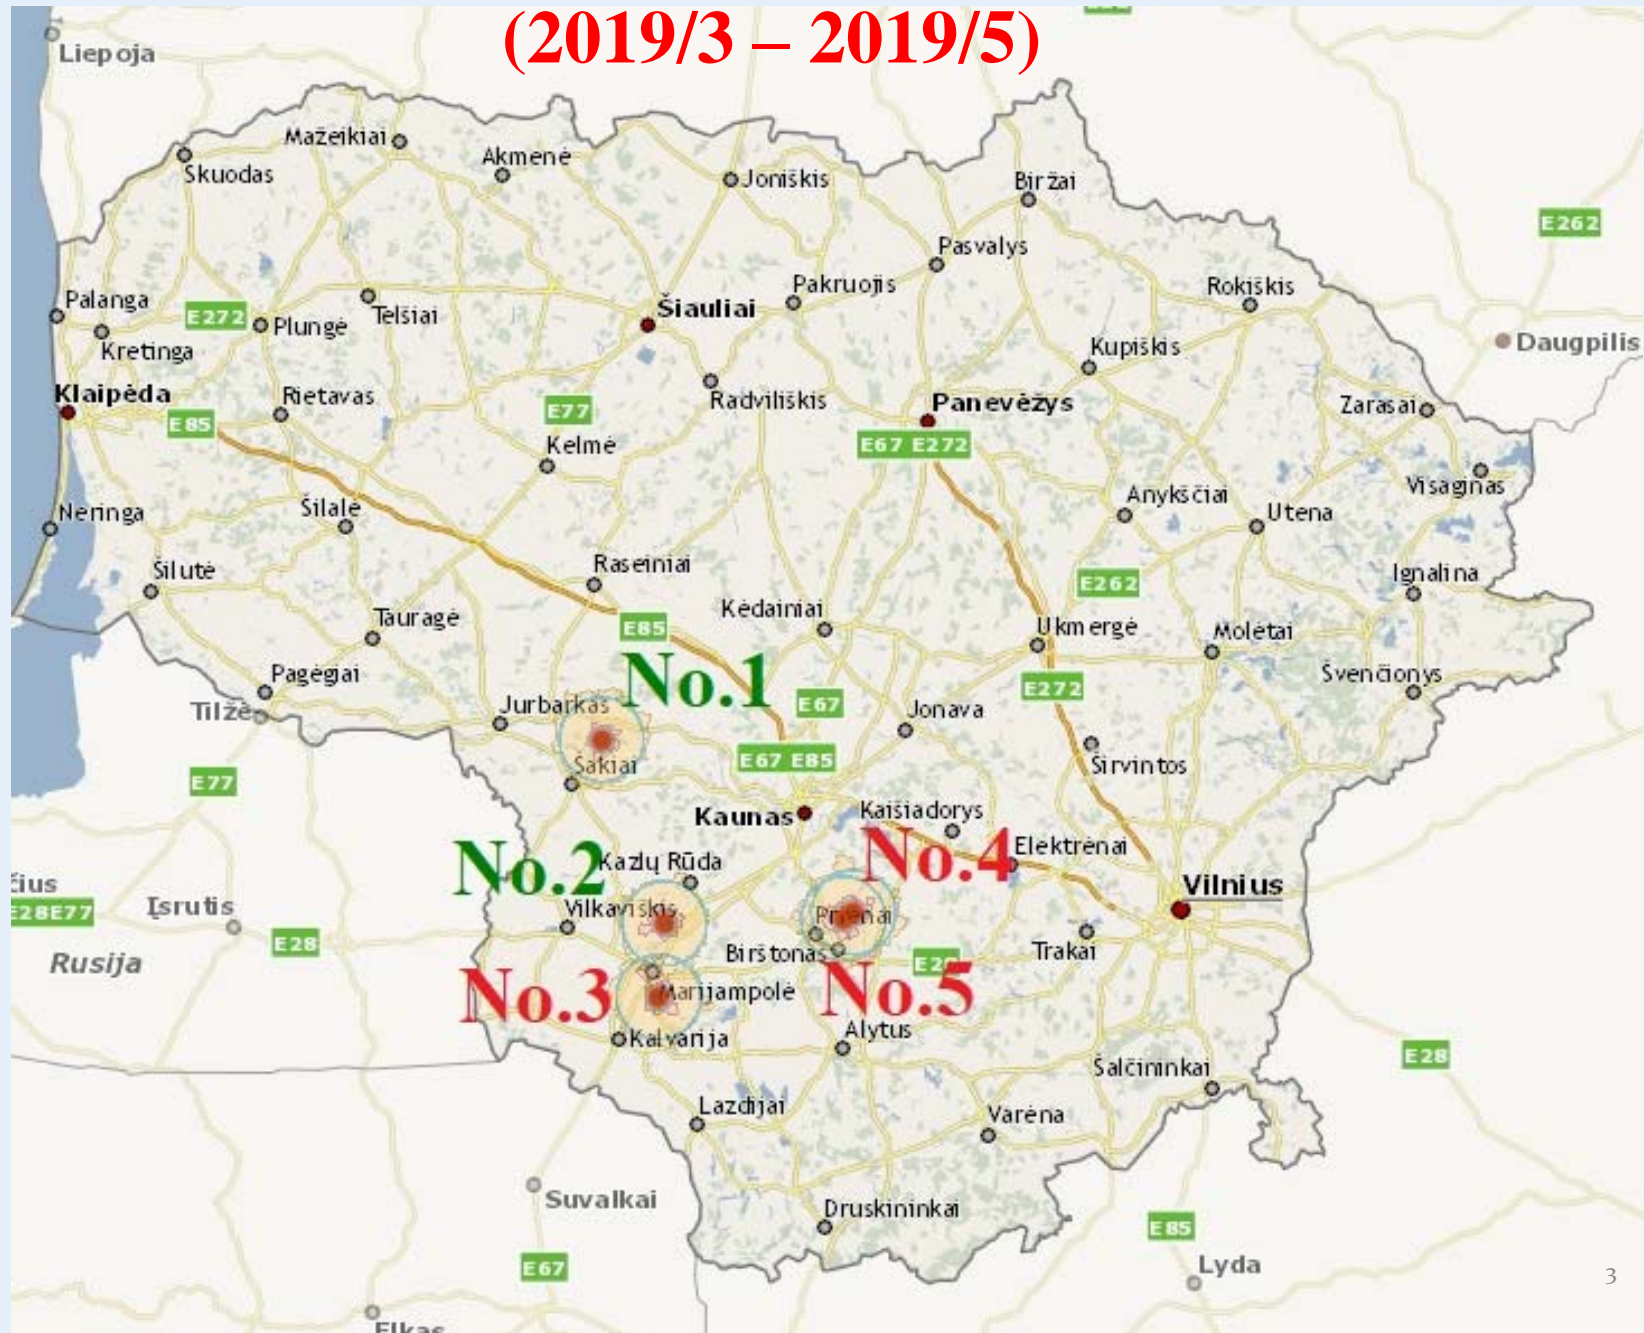 (2019/3 – 2019/5)
Liepoja
Mažeikiai
Skuodas
Akmenė
Joniškis
Biržai
E262
Pasvalys
Palanga
E272
Plungė
Telšiai
Šiauliai
Pakruojis
Rokiškis
Kretinga
Kupiškis
Daugpilis
Klaipėda
Rietavas
E77
Radviliškis
Panevėžys
Zarasai
E85
Kelmė
E67 E272
Visaginas
Neringa
Šilalė
Anykščiai
Utena
Šilutė
Raseiniai
E262
Ignalina
Tauragė
E85
Kėdainiai
Ukmergė
Molėtai
Pagėgiai
No.1
E272
Švenčionys
Tilžė
Jurbarkas
E67
Jonava
E77
Šakiai
E67 E85
Širvintos
Kaunas
Kaišiadorys
No.2
Kazlų Rūda
No.4
Elektrėnai
čius
E28E77
Įsrutis
Vilkaviškis
Prienai
Vilnius
E28
Rusija
Birštonas
E28
Trakai
No.3
Marijampolė
No.5
Kalvarija
Alytus
E28
Šalčininkai
Lazdijai
Varėna
Suvalkai
Druskininkai
E85
E67
Lyda
3